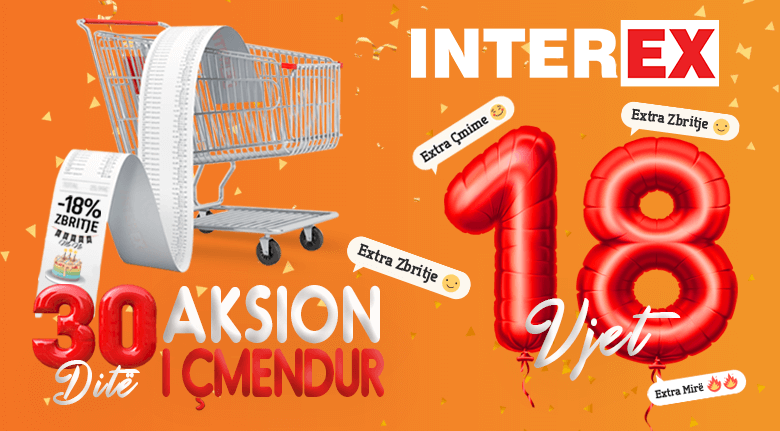 INTEREX
Extra Çmime
Extra Zbritje
18
Vjet
Extra Zbritje
Extra Mirë
-18%
ZBRITJE
30
Ditë
AKSION
I ÇMENDUR